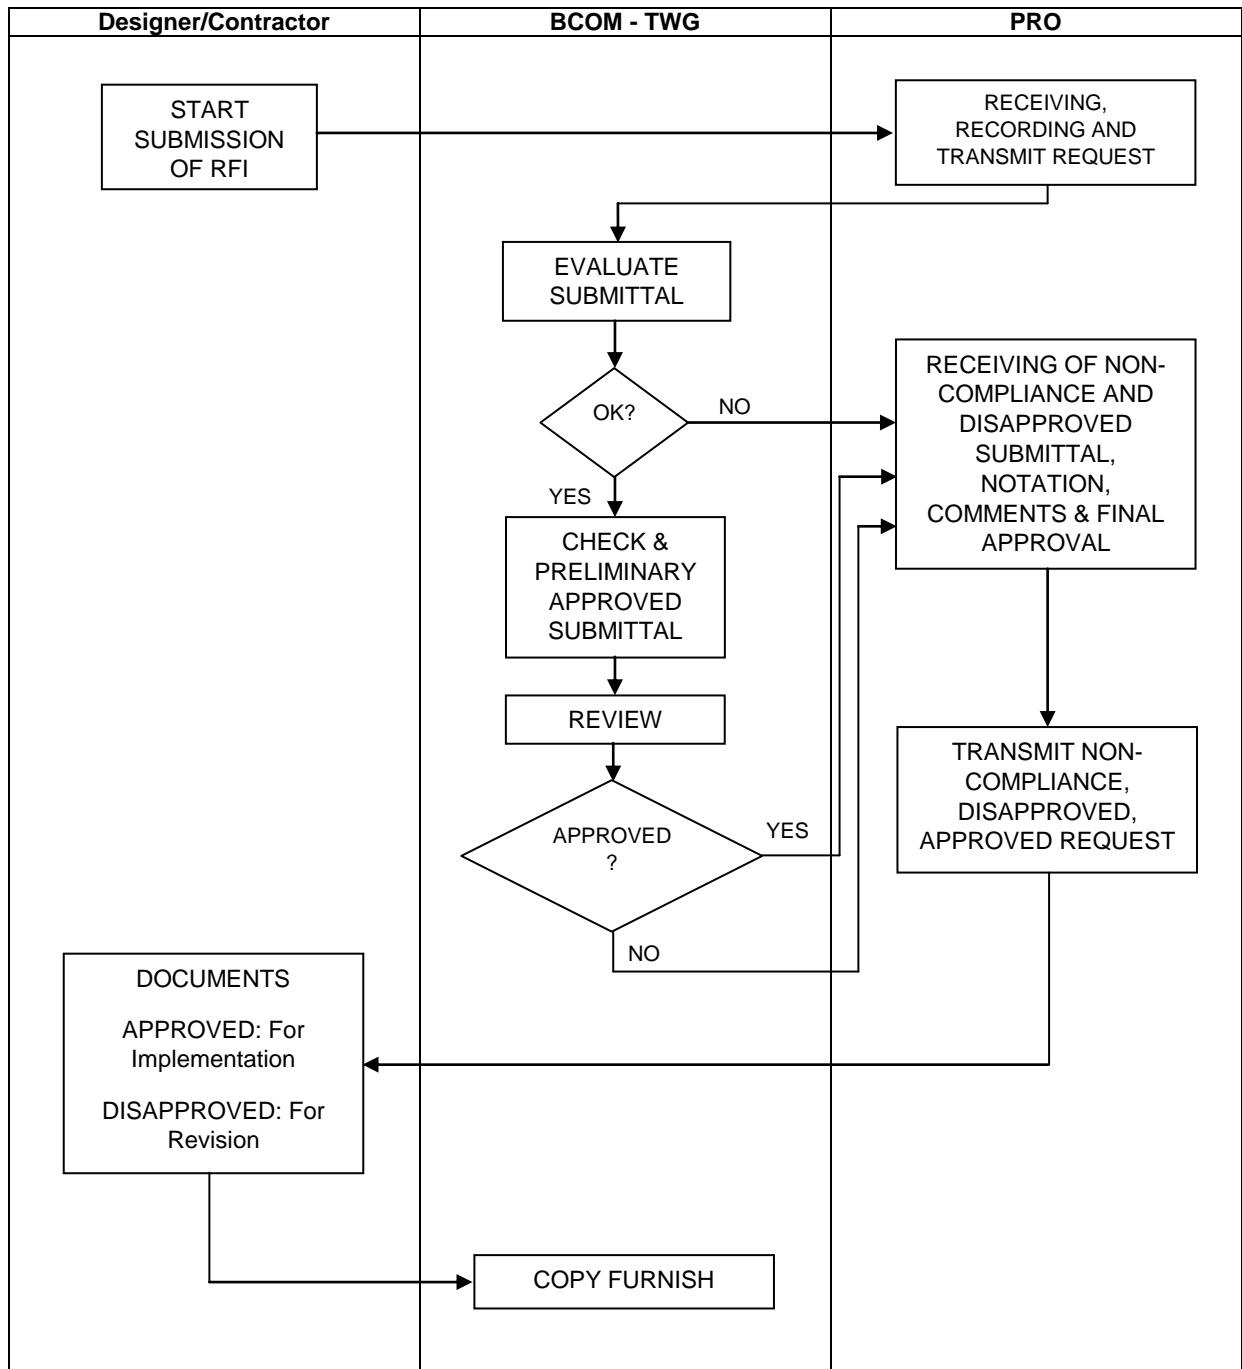 Designer/Contractor
BCOM - TWG
PRO
START
SUBMISSION
OF RFI
RECEIVING,
RECORDING AND
TRANSMIT REQUEST
EVALUATE
SUBMITTAL
OK?
NO
YES
RECEIVING OF NON-
COMPLIANCE AND
DISAPPROVED
SUBMITTAL,
NOTATION,
COMMENTS & FINAL
APPROVAL
CHECK &
PRELIMINARY
APPROVED
SUBMITTAL
REVIEW
APPROVED
?
YES
NO
TRANSMIT NON-
COMPLIANCE,
DISAPPROVED,
APPROVED REQUEST
DOCUMENTS
APPROVED: For
Implementation
DISAPPROVED: For
Revision
COPY FURNISH